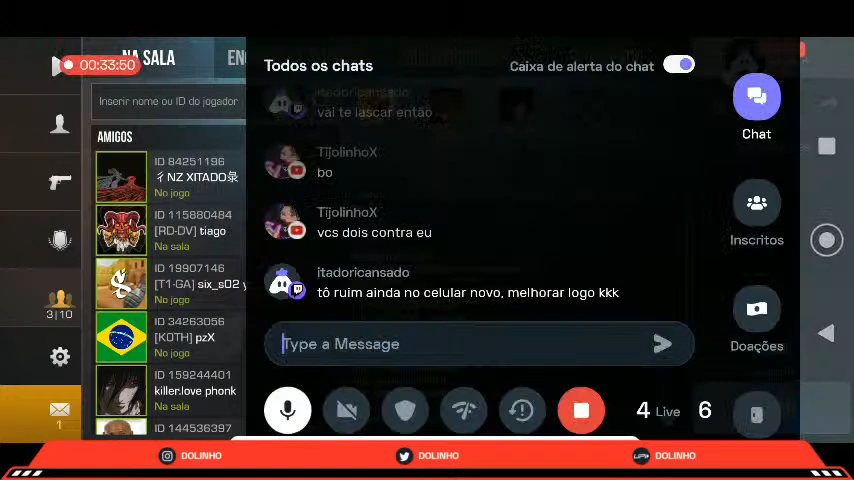 00:33:50
NA SALA
EN
Todos os chats
Caixa de alerta do chat
Inserir nome ou ID do jogador
AMIGOS
itadoricansado
vai te lascar então
Chat
ID 84251196
彳NZ XITADO
No jogo
TijolinhoX
bo
ID 115880484
[RD-DV] tiago
Na sala
TijolinhoX
vcs dois contra eu
Inscritos
ID 19907146
[T1-GA] six_s02 y
No jogo
itadoricansado
tô ruim ainda no celular novo, melhorar logo kkk
3|10
ID 34263056
[KOTH] pzX
No jogo
Type a Message
Doações
ID 159244401
killer.love phonk
Na sala
4 Live 6
1
ID 144536397
DOLINHO
DOLINHO
DOLINHO